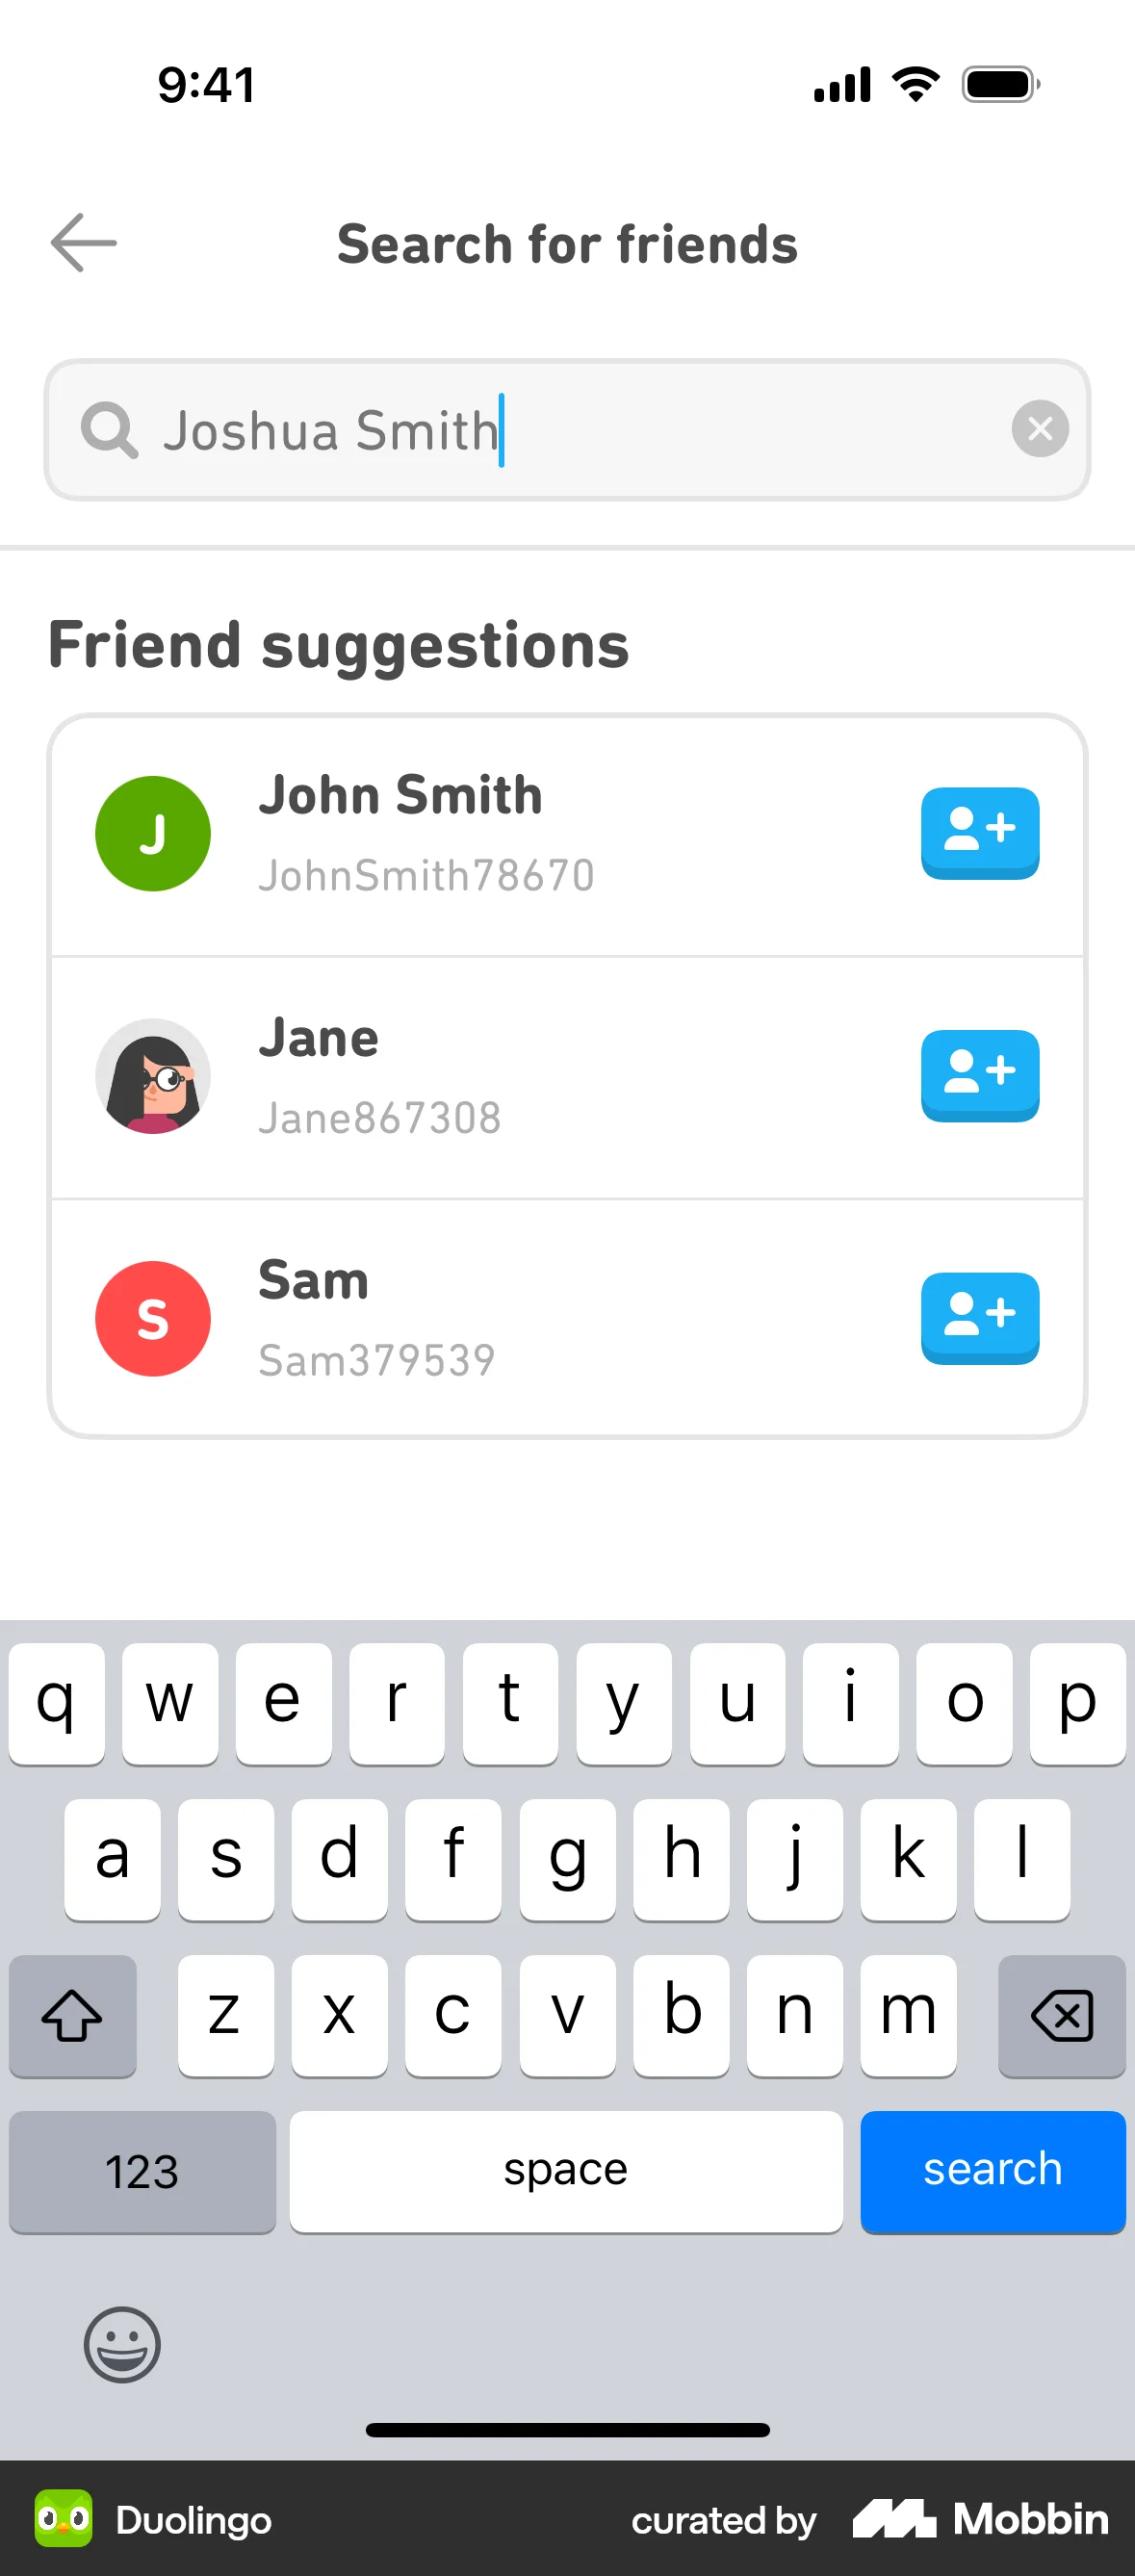 9:41
Search for friends
Joshua Smith
Friend suggestions
J
John Smith
JohnSmith78670
Jane
Jane867308
S
Sam
Sam379539
q w e r t y u i o p
a s d f g h j k l
z x c v b n m
123 space search
Duolingo curated by Mobbin